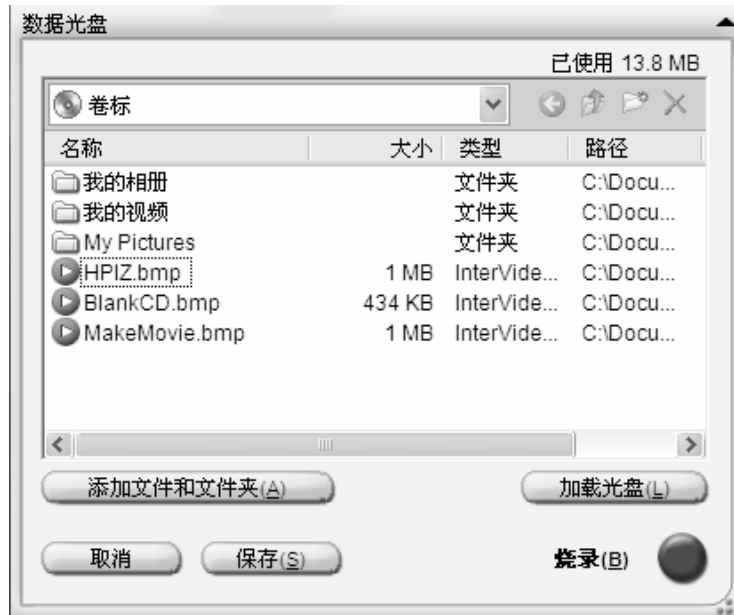 数据光盘
已使用 13.8 MB
卷标
名称 大小 类型 路径
我的相册 文件夹 C:\Docu...
我的视频 文件夹 C:\Docu...
My Pictures 文件夹 C:\Docu...
HPIZ.bmp 1 MB InterVide... C:\Docu...
BlankCD.bmp 434 KB InterVide... C:\Docu...
MakeMovie.bmp 1 MB InterVide... C:\Docu...
添加文件和文件夹(A) 加载光盘(L)
取消 保存(S) 烧录(B)